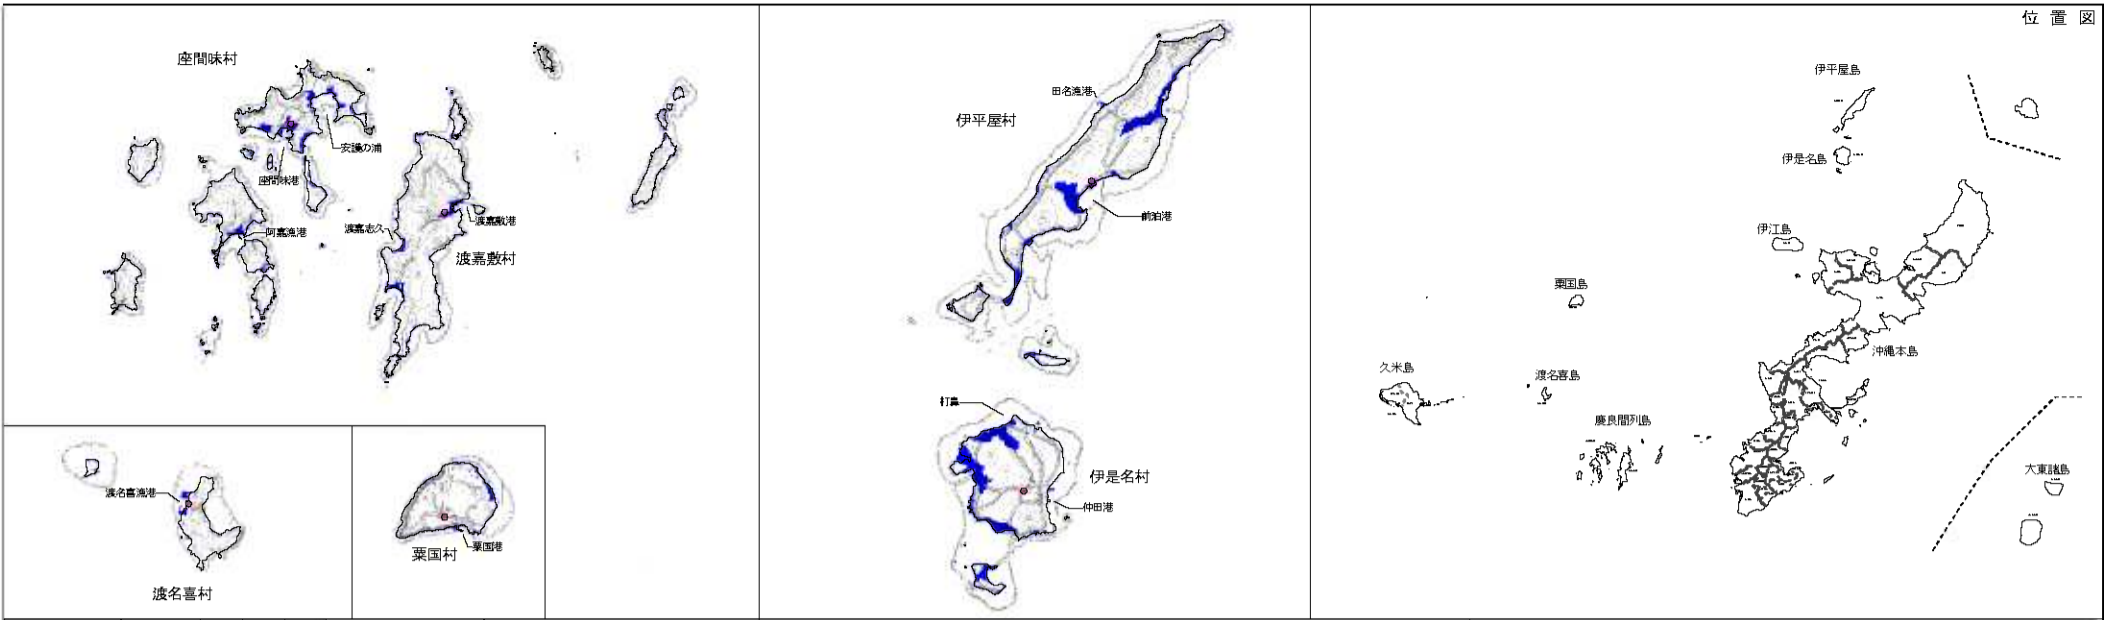 座間味村
安護の浦
座間味港
阿嘉漁港
渡嘉志久
渡嘉敷港
渡嘉敷村
渡名喜漁港
渡名喜村
粟国村
粟国港
田名漁港
伊平屋村
前泊港
打鼻
伊是名村
仲田港
位置図
伊平屋島
伊是名島
伊江島
粟国島
沖縄本島
久米島
渡名喜島
慶良間列島
大東諸島